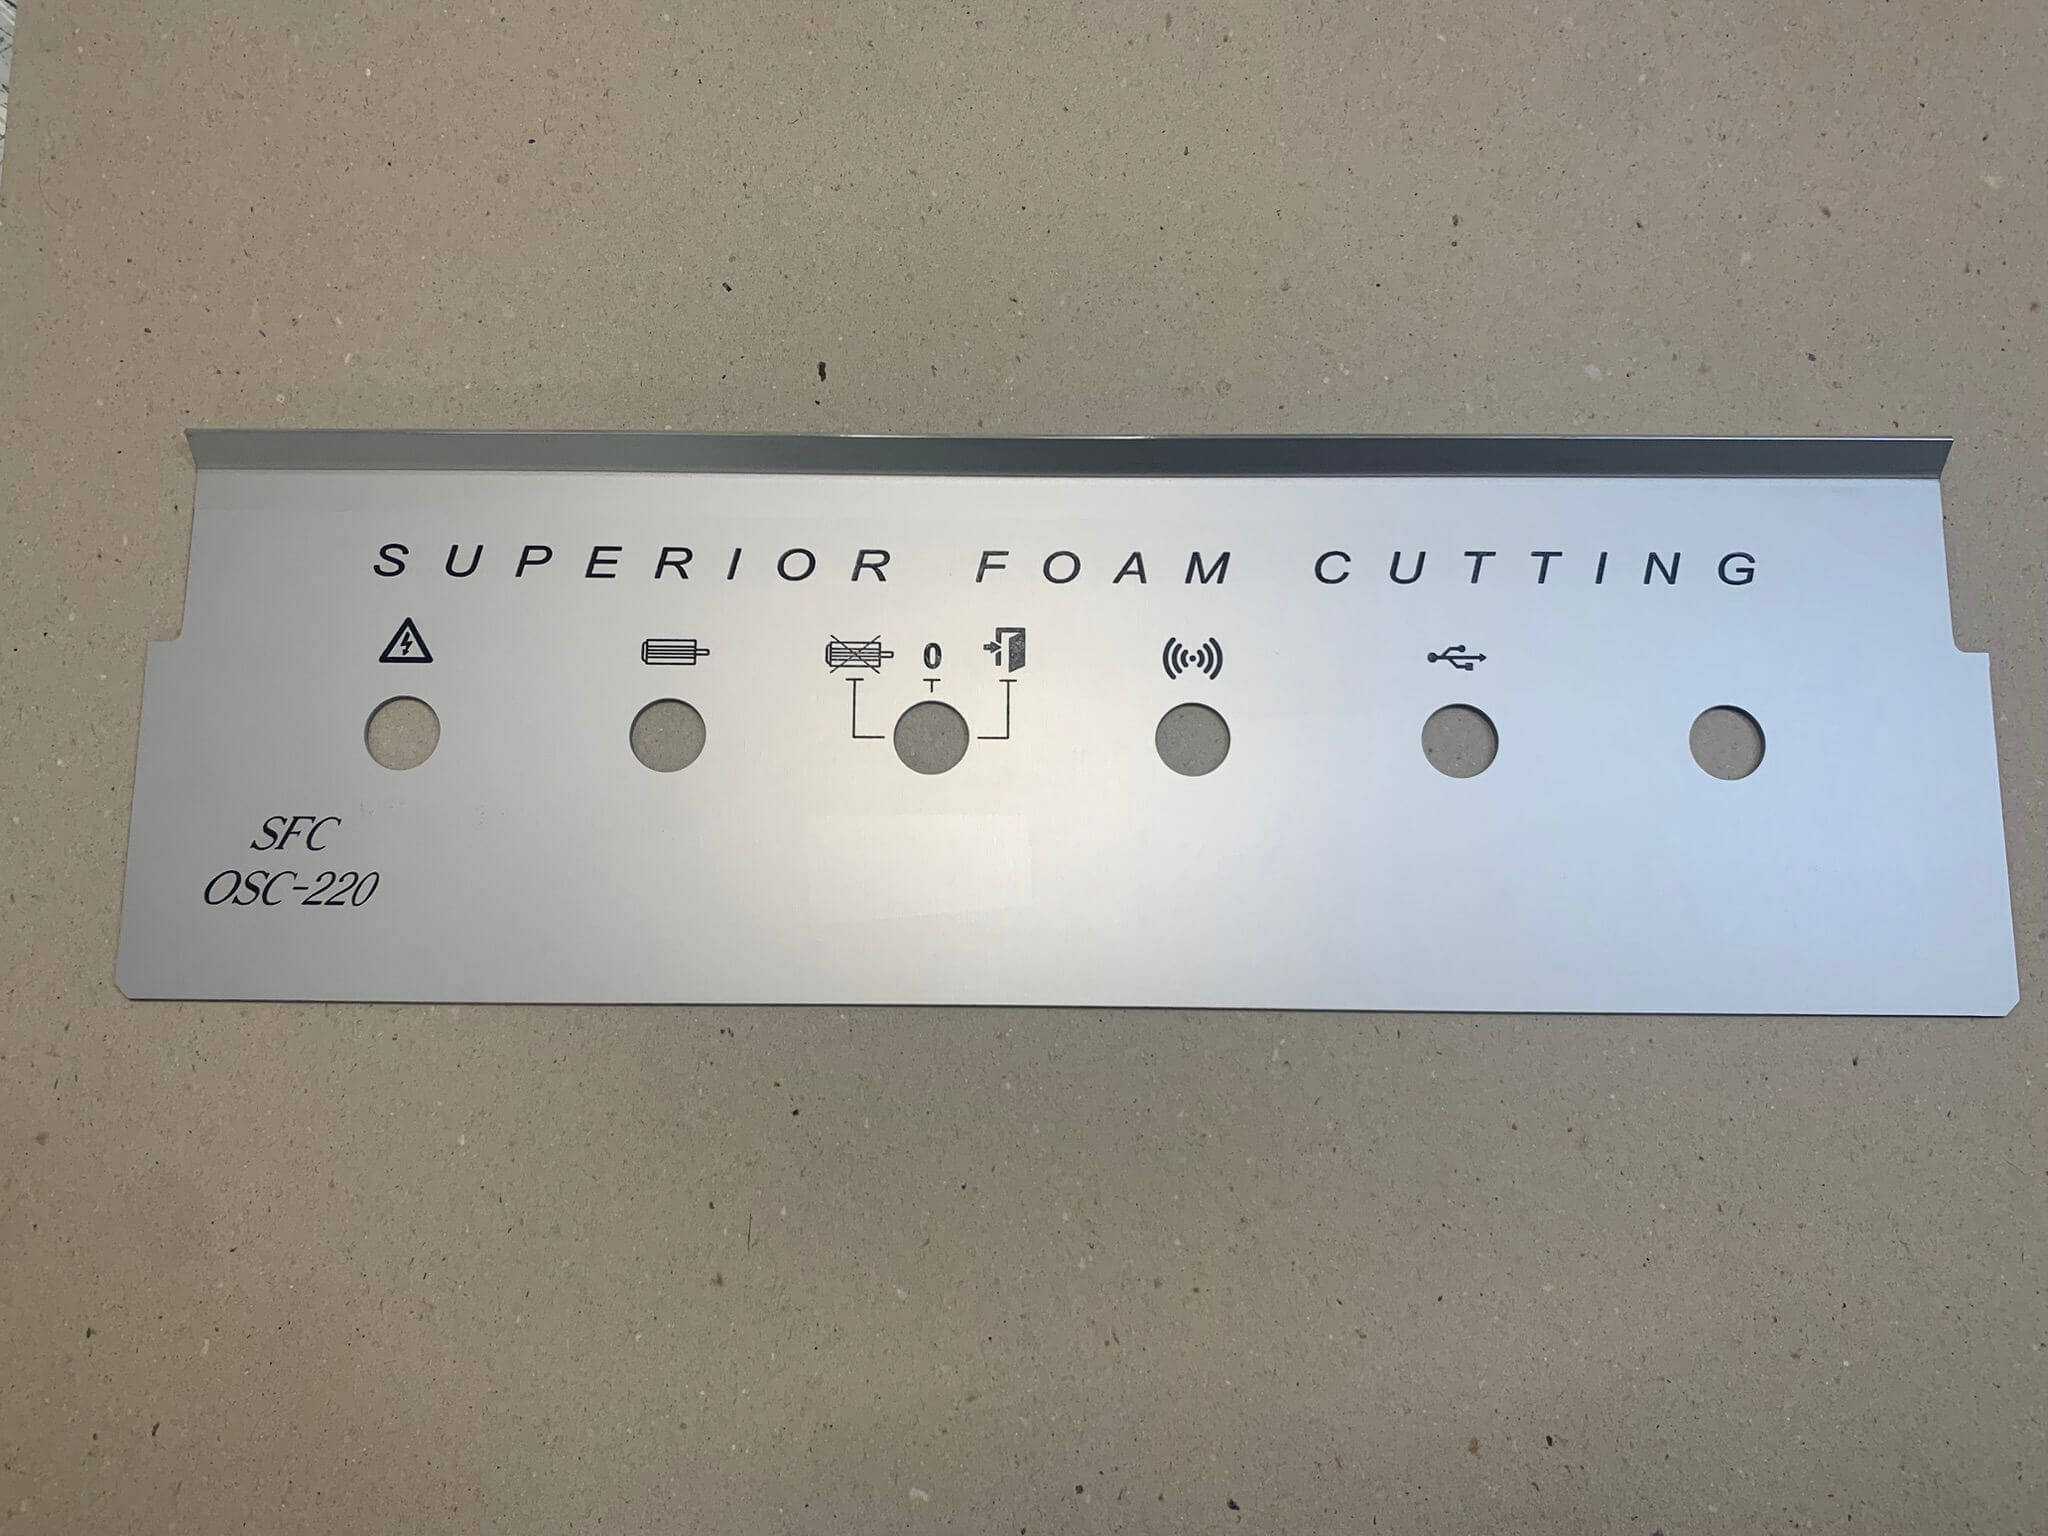 SUPERIOR FOAM CUTTING
0
SFC
OSC-220